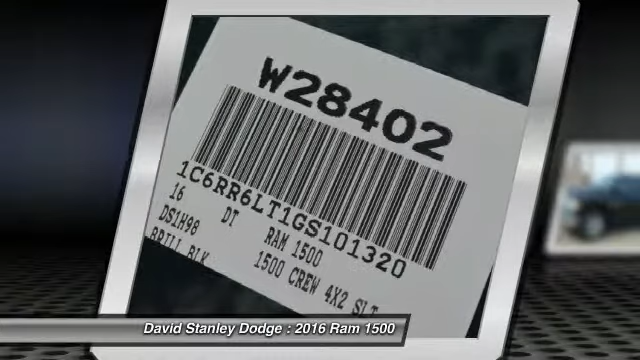 W28402
1C6RR6LT1GS101320
16 DT RAM 1500
DS1H98 1500 CREW 4X2 SLT
BRILL BLK
David Stanley Dodge : 2016 Ram 1500